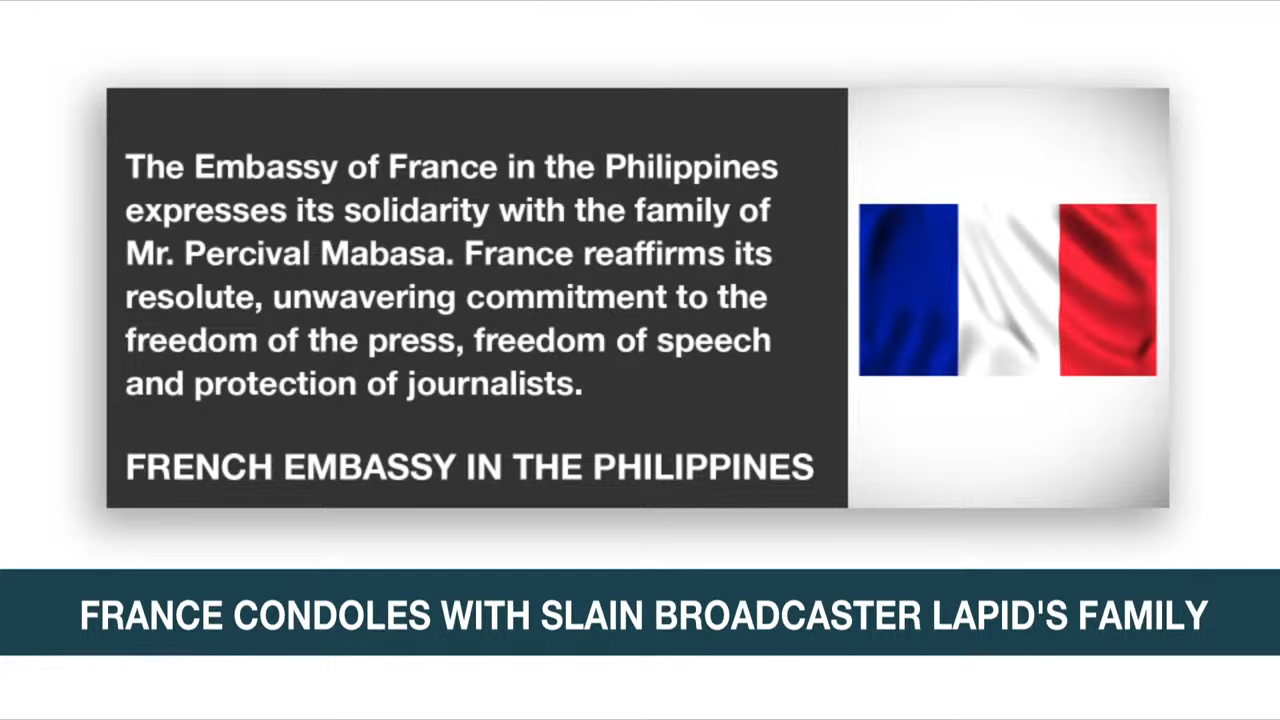 The Embassy of France in the Philippines
expresses its solidarity with the family of
Mr. Percival Mabasa. France reaffirms its
resolute, unwavering commitment to the
freedom of the press, freedom of speech
and protection of journalists.
FRENCH EMBASSY IN THE PHILIPPINES
FRANCE CONDOLES WITH SLAIN BROADCASTER LAPID'S FAMILY